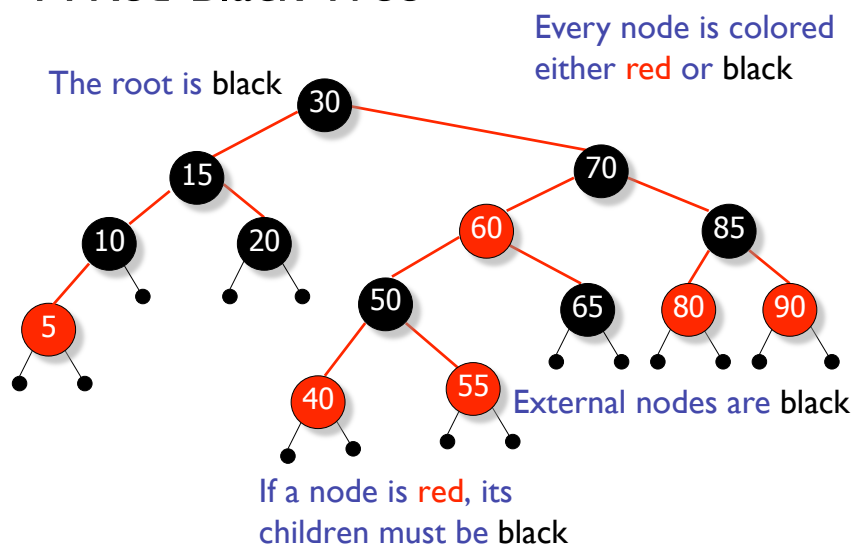 Every node is colored
either red or black
The root is black
30
15
70
10
20
60
85
5
50
65
80
90
40
55
External nodes are black
If a node is red, its
children must be black